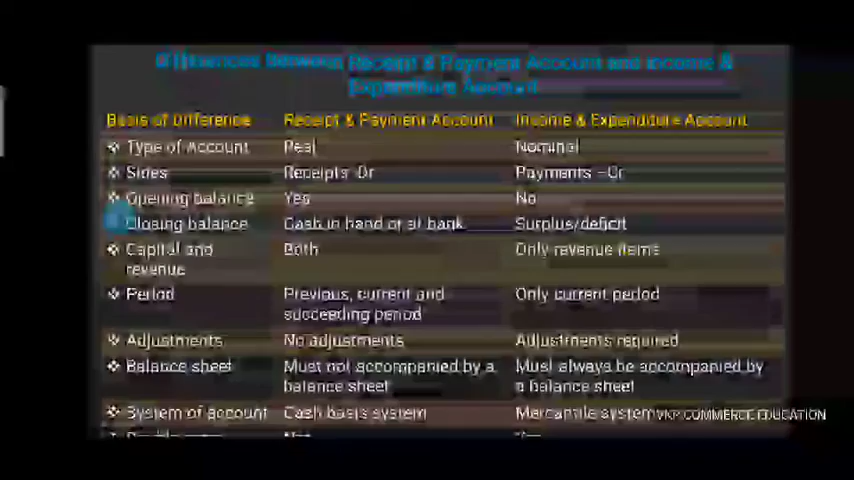 Differences Between Receipt & Payment Account and Income &
Expenditure Account
Basis of Difference Receipt & Payment Account Income & Expenditure Account
❖ Type of Account Real Nominal
❖ Sides Receipts -Dr Payments -Cr
❖ Opening balance Yes No
Closing balance Cash in hand or at bank Surplus/deficit
❖ Capital and Both Only revenue items
revenue
❖ Period Previous, current and Only current period
succeeding period
❖ Adjustments No adjustments Adjustments required
❖ Balance sheet Must not accompanied by a Must always be accompanied by
balance sheet a balance sheet
❖ System of account Cash basis system Mercantile system
VKP COMMERCE EDUCATION